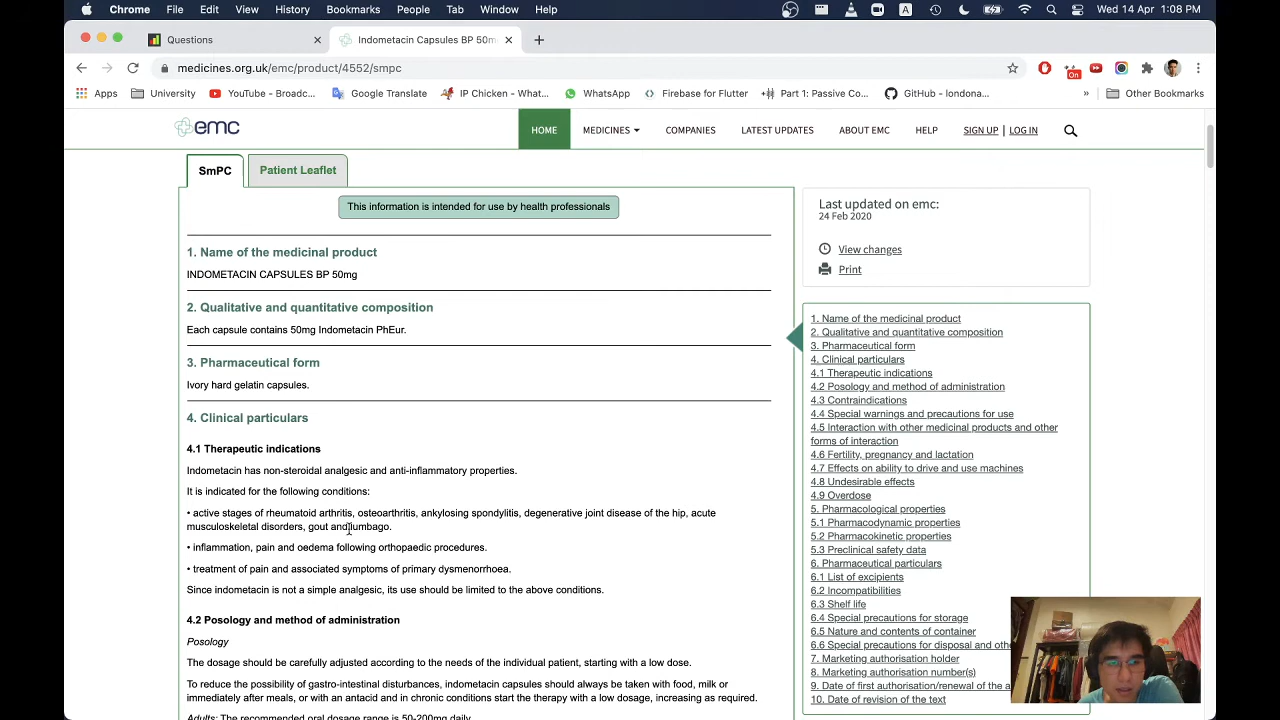 Chrome File Edit View History Bookmarks People Tab Window Help
A
Wed 14 Apr 1:08 PM
Questions
Indometacin Capsules BP 50m
medicines.org.uk/emc/product/4552/smpc
On
Apps
University
YouTube - Broadc...
Google Translate
IP Chicken - What...
WhatsApp
Firebase for Flutter
Part 1: Passive Co...
GitHub - londona...
»
Other Bookmarks
emc
HOME
MEDICINES
COMPANIES
LATEST UPDATES
ABOUT EMC
HELP
SIGN UP | LOG IN
SmPC
Patient Leaflet
This information is intended for use by health professionals
1. Name of the medicinal product
INDOMETACIN CAPSULES BP 50mg
2. Qualitative and quantitative composition
Each capsule contains 50mg Indometacin PhEur.
3. Pharmaceutical form
Ivory hard gelatin capsules.
4. Clinical particulars
4.1 Therapeutic indications
Indometacin has non-steroidal analgesic and anti-inflammatory properties.
It is indicated for the following conditions:
• active stages of rheumatoid arthritis, osteoarthritis, ankylosing spondylitis, degenerative joint disease of the hip, acute
musculoskeletal disorders, gout and lumbago.
• inflammation, pain and oedema following orthopaedic procedures.
• treatment of pain and associated symptoms of primary dysmenorrhoea.
Since indometacin is not a simple analgesic, its use should be limited to the above conditions.
4.2 Posology and method of administration
Posology
The dosage should be carefully adjusted according to the needs of the individual patient, starting with a low dose.
To reduce the possibility of gastro-intestinal disturbances, indometacin capsules should always be taken with food, milk or
immediately after meals, or with an antacid and in chronic conditions start the therapy with a low dosage, increasing as required.
Adults: The recommended oral dosage range is 50-200mg daily
Last updated on emc:
24 Feb 2020
View changes
Print
1. Name of the medicinal product
2. Qualitative and quantitative composition
3. Pharmaceutical form
4. Clinical particulars
4.1 Therapeutic indications
4.2 Posology and method of administration
4.3 Contraindications
4.4 Special warnings and precautions for use
4.5 Interaction with other medicinal products and other
forms of interaction
4.6 Fertility, pregnancy and lactation
4.7 Effects on ability to drive and use machines
4.8 Undesirable effects
4.9 Overdose
5. Pharmacological properties
5.1 Pharmacodynamic properties
5.2 Pharmacokinetic properties
5.3 Preclinical safety data
6. Pharmaceutical particulars
6.1 List of excipients
6.2 Incompatibilities
6.3 Shelf life
6.4 Special precautions for storage
6.5 Nature and contents of container
6.6 Special precautions for disposal and oth
7. Marketing authorisation holder
8. Marketing authorisation number(s)
9. Date of first authorisation/renewal of the a
10. Date of revision of the text